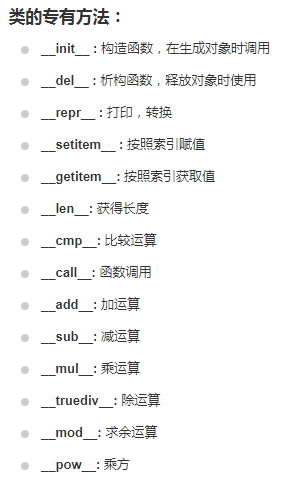 类的专有方法：
__init__ : 构造函数，在生成对象时调用
__del__ : 析构函数，释放对象时使用
__repr__ : 打印，转换
__setitem__ : 按照索引赋值
__getitem__: 按照索引获取值
__len__: 获得长度
__cmp__: 比较运算
__call__: 函数调用
__add__: 加运算
__sub__: 减运算
__mul__: 乘运算
__truediv__: 除运算
__mod__: 求余运算
__pow__: 乘方